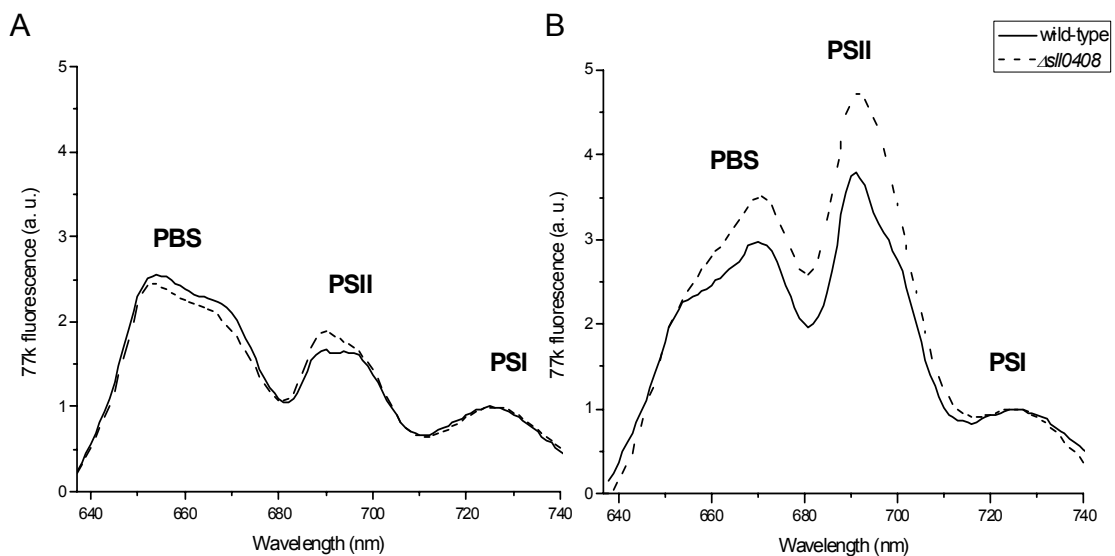 A
B
wild-type
Δsll0408
PSII
5
4
3
2
1
0
77k fluorescence (a. u.)
PBS
PSII
PSI
640
660
680
700
720
740
Wavelength (nm)
5
4
3
2
1
0
77k fluorescence (a. u.)
PBS
PSI
640
660
680
700
720
740
Wavelength (nm)